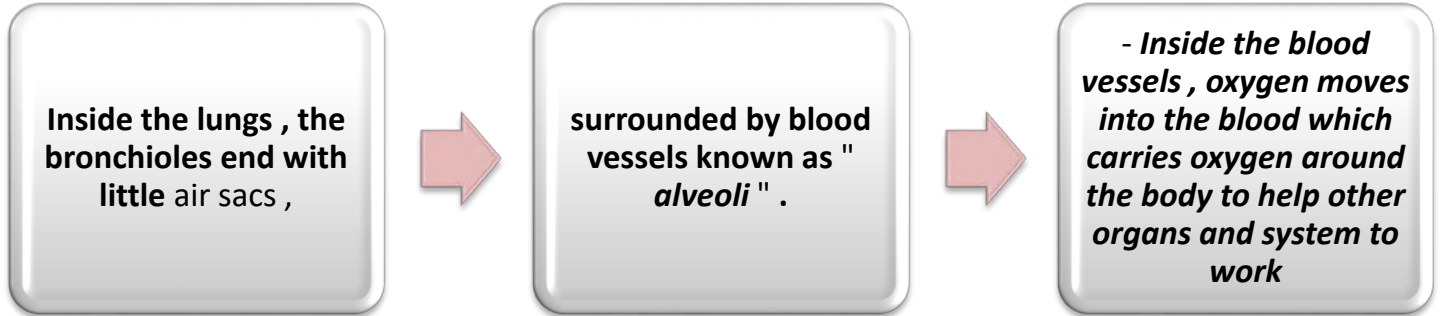 Inside the lungs , the
bronchioles end with
little air sacs ,
surrounded by blood
vessels known as "
alveoli " .
- Inside the blood
vessels , oxygen moves
into the blood which
carries oxygen around
the body to help other
organs and system to
work